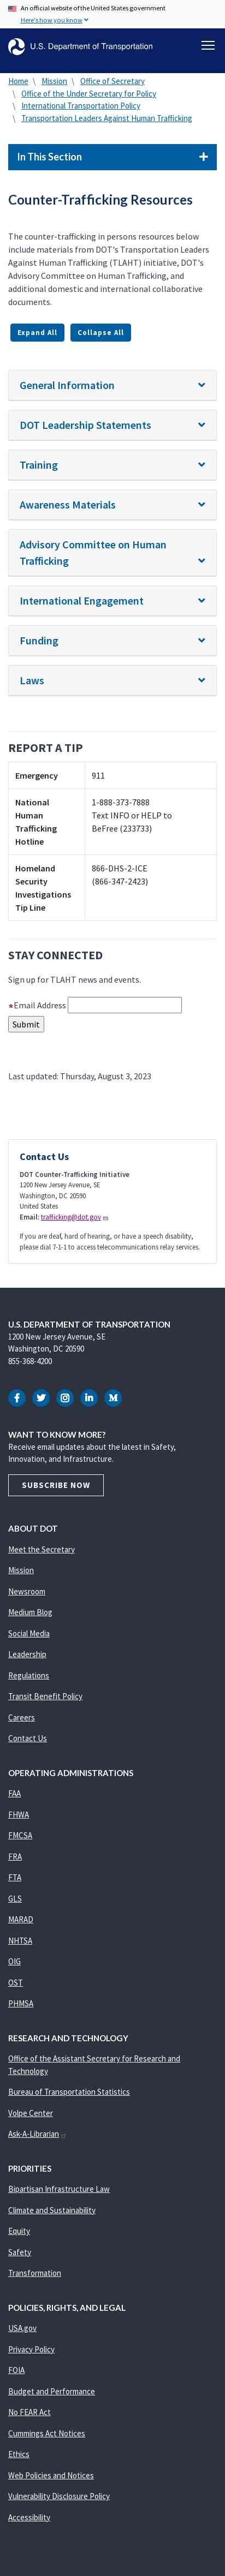 An official website of the United States government
Here's how you know
U.S. Department of Transportation
Home \ Mission \ Office of Secretary
\ Office of the Under Secretary for Policy
\ International Transportation Policy
\ Transportation Leaders Against Human Trafficking
In This Section
Counter-Trafficking Resources
The counter-trafficking in persons resources
below include materials from DOT's Transportation Leaders
Against Human Trafficking (TLAHT) initiative, DOT's
Advisory Committee on Human Trafficking, and
additional domestic and international collaborative
documents.
Expand All Collapse All
General Information
DOT Leadership Statements
Training
Awareness Materials
Advisory Committee on Human
Trafficking
International Engagement
Funding
Laws
REPORT A TIP
Emergency 911
National
Human
Trafficking
Hotline
1-888-373-7888
Text INFO or HELP to
BeFree (233733)
Homeland
Security
Investigations
Tip Line
866-DHS-2-ICE
(866-347-2423)
STAY CONNECTED
Sign up for TLAHT news and events.
*Email Address
Submit
Last updated: Thursday, August 3, 2023
Contact Us
DOT Counter-Trafficking Initiative
1200 New Jersey Avenue, SE
Washington, DC 20590
United States
Email: trafficking@dot.gov
If you are deaf, hard of hearing, or have a speech disability,
please dial 7-1-1 to access telecommunications relay services.
U.S. DEPARTMENT OF TRANSPORTATION
1200 New Jersey Avenue, SE
Washington, DC 20590
855-368-4200
WANT TO KNOW MORE?
Receive email updates about the latest in Safety,
Innovation, and Infrastructure.
SUBSCRIBE NOW
ABOUT DOT
Meet the Secretary
Mission
Newsroom
Medium Blog
Social Media
Leadership
Regulations
Transit Benefit Policy
Careers
Contact Us
OPERATING ADMINISTRATIONS
FAA
FHWA
FMCSA
FRA
FTA
GLS
MARAD
NHTSA
OIG
OST
PHMSA
RESEARCH AND TECHNOLOGY
Office of the Assistant Secretary for Research and
Technology
Bureau of Transportation Statistics
Volpe Center
Ask-A-Librarian
PRIORITIES
Bipartisan Infrastructure Law
Climate and Sustainability
Equity
Safety
Transformation
POLICIES, RIGHTS, AND LEGAL
USA.gov
Privacy Policy
FOIA
Budget and Performance
No FEAR Act
Cummings Act Notices
Ethics
Web Policies and Notices
Vulnerability Disclosure Policy
Accessibility